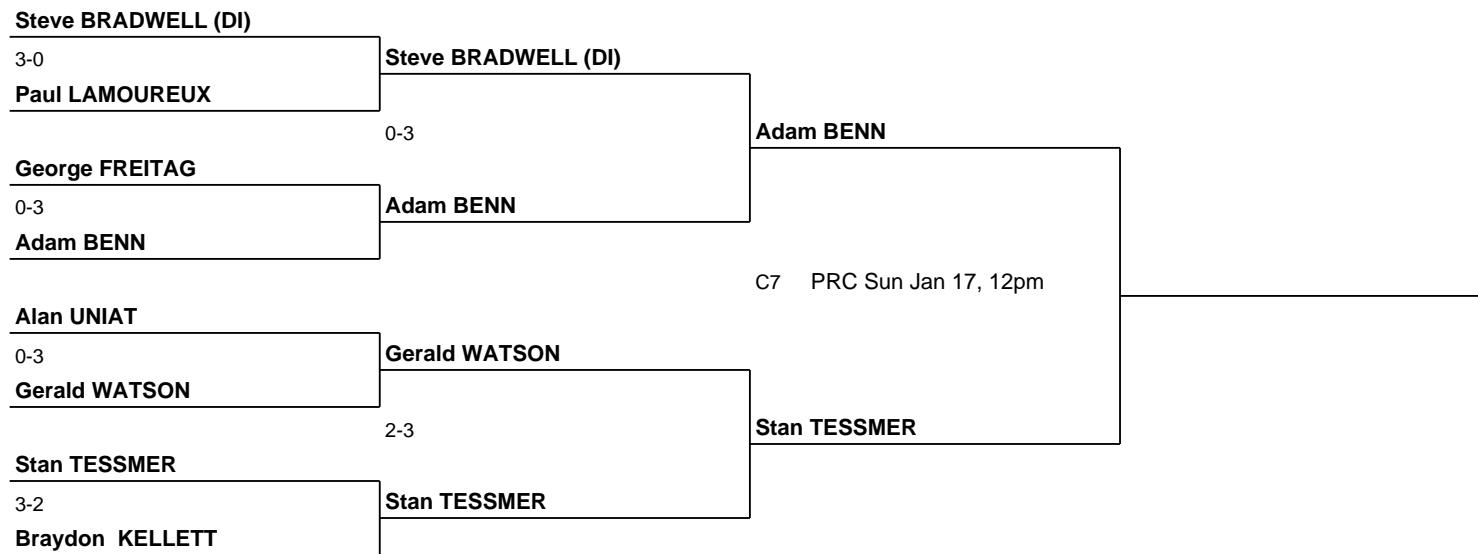 Steve BRADWELL (DI)
3-0
Steve BRADWELL (DI)
Paul LAMOUREUX
0-3
Adam BENN
George FREITAG
0-3
Adam BENN
Adam BENN
C7 PRC Sun Jan 17, 12pm
Alan UNIAT
0-3
Gerald WATSON
Gerald WATSON
2-3
Stan TESSMER
Stan TESSMER
3-2
Stan TESSMER
Braydon KELLETT